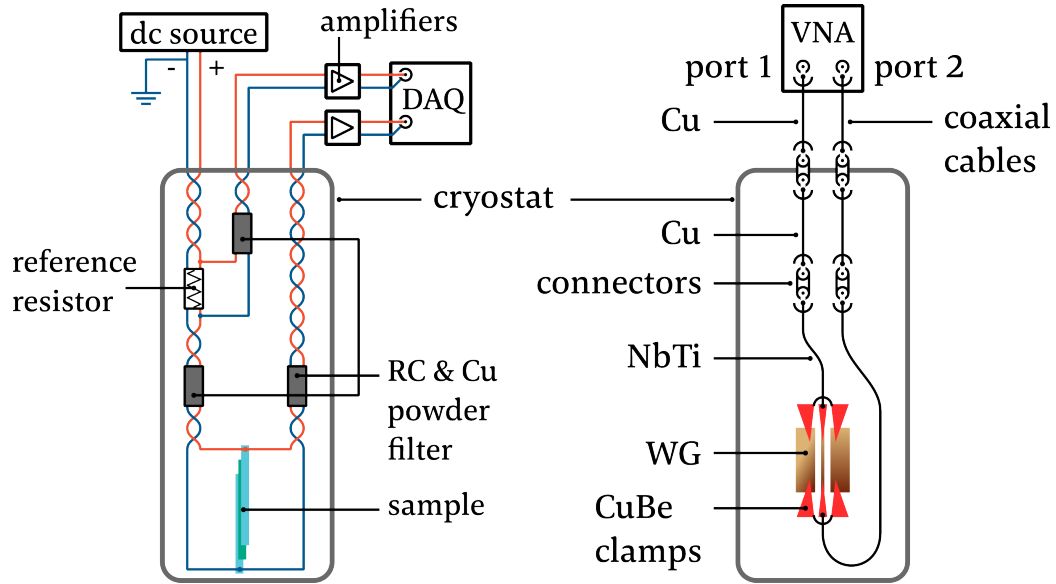 dc source
- +
amplifiers
DAQ
reference
resistor
RC & Cu
powder
filter
sample
cryostat
VNA
port 1
port 2
Cu
coaxial
cables
Cu
connectors
NbTi
WG
CuBe
clamps